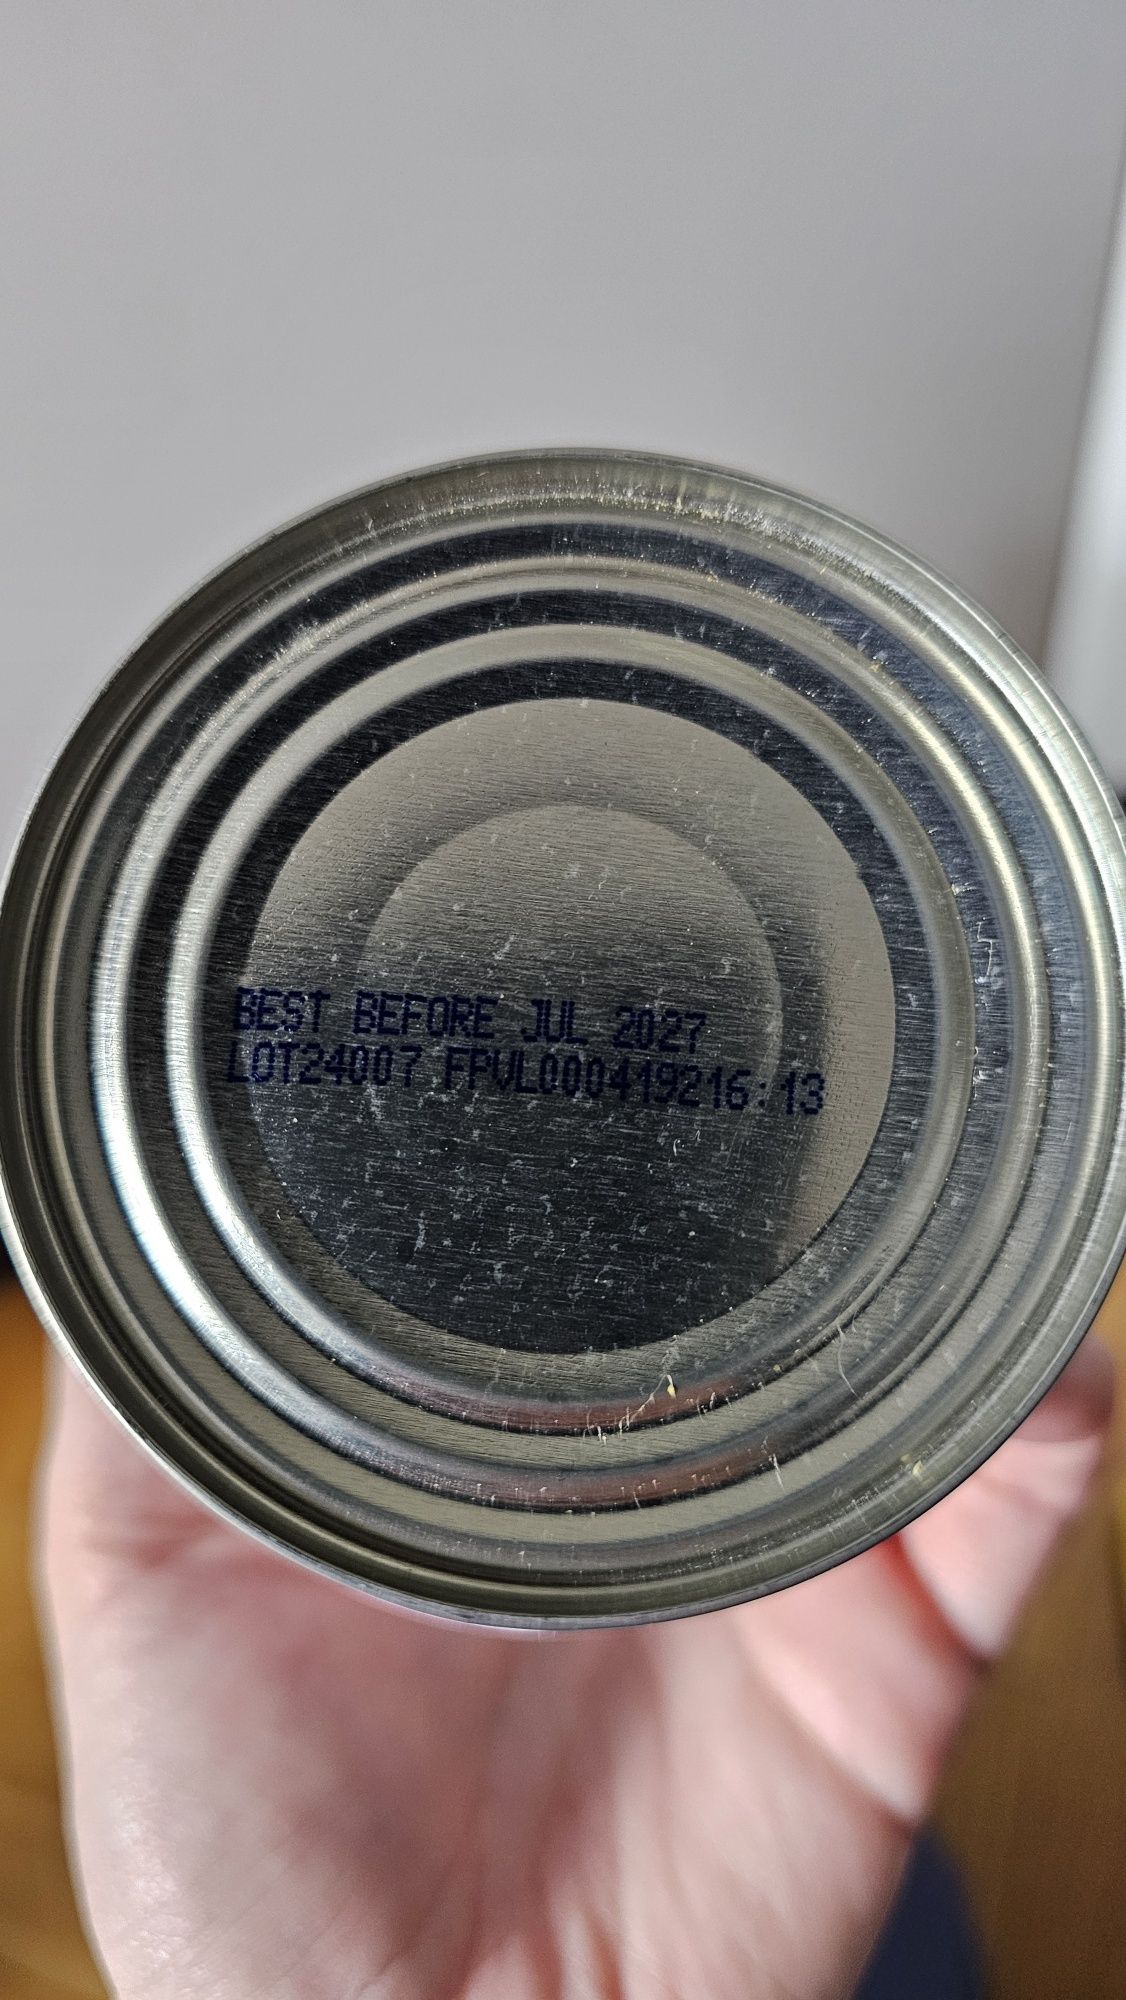 BEST BEFORE JUL 2027
LOT24007 FPVL000419216:13